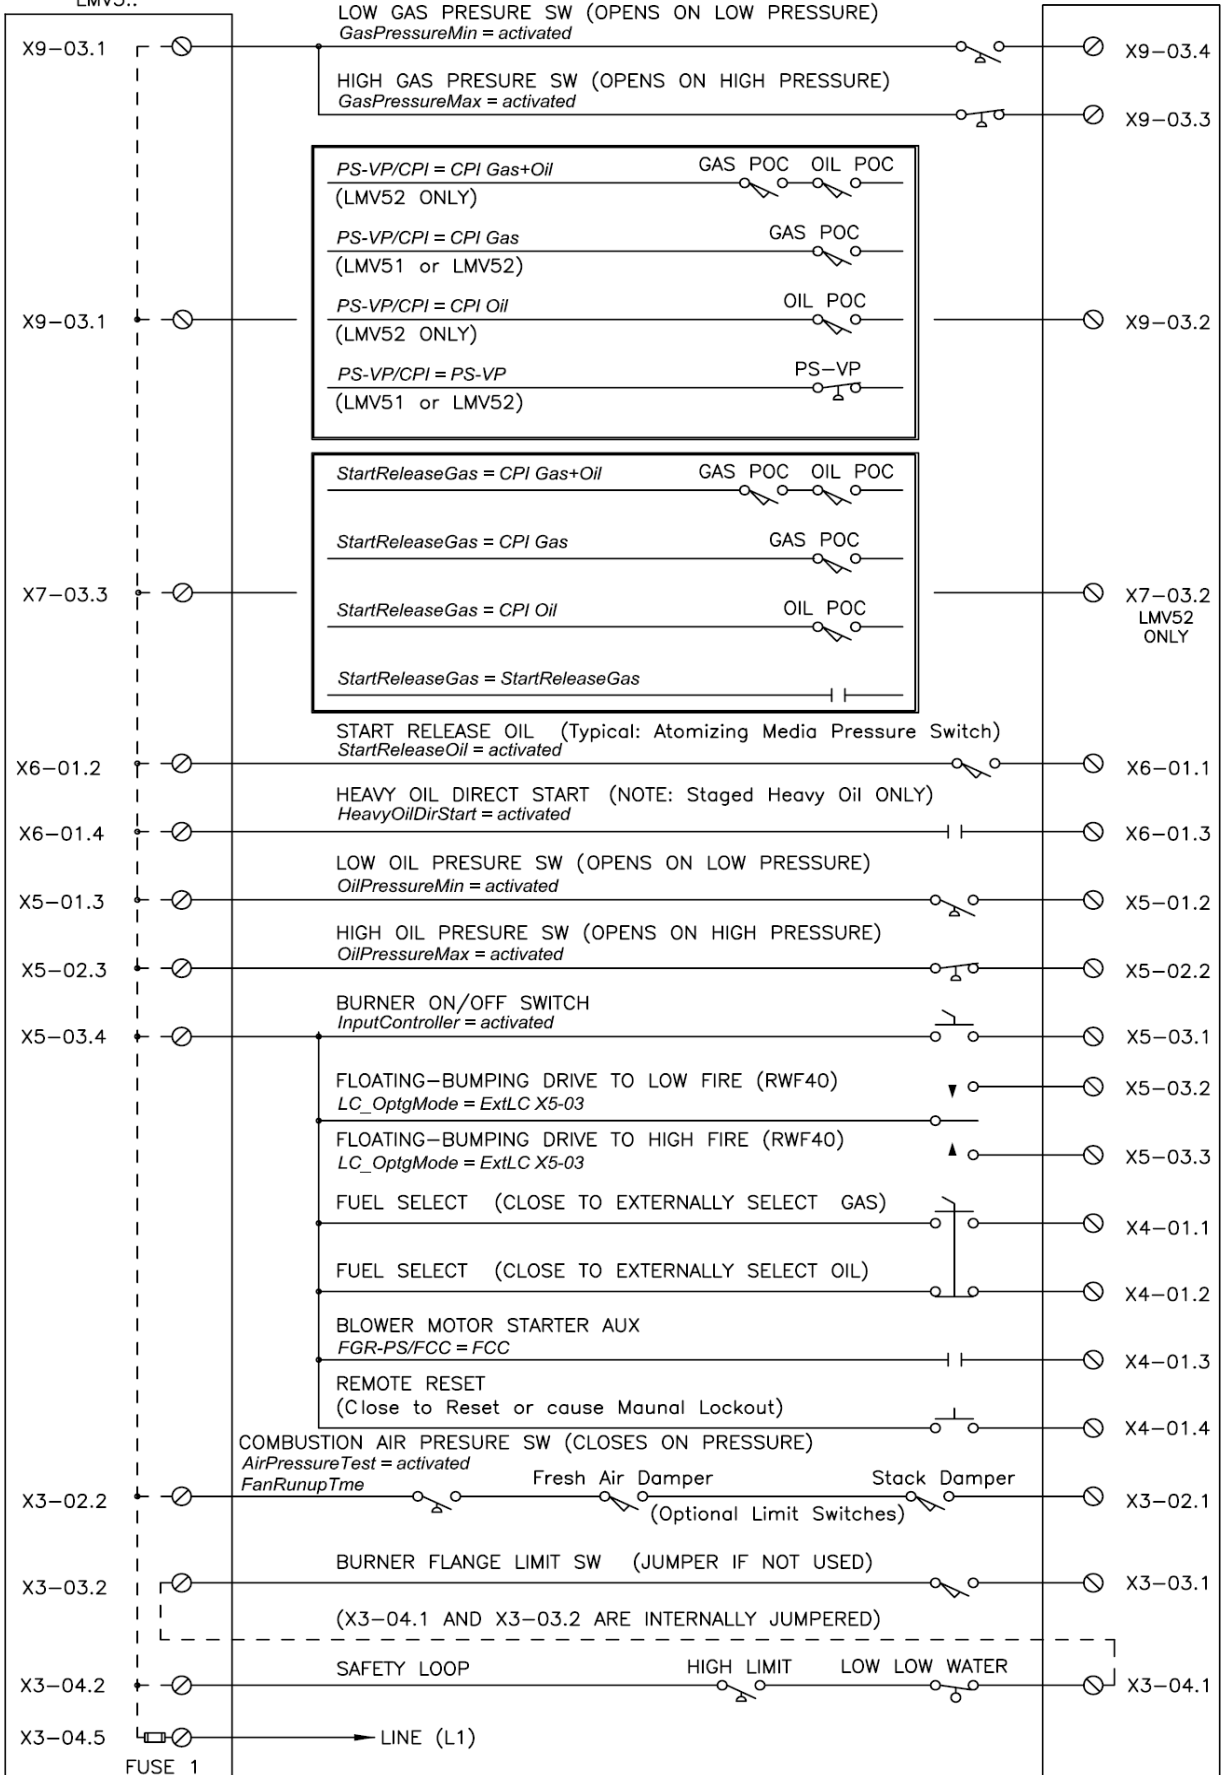 LMV5..
LOW GAS PRESURE SW (OPENS ON LOW PRESSURE)
GasPressureMin = activated
X9-03.1
X9-03.4
HIGH GAS PRESURE SW (OPENS ON HIGH PRESSURE)
GasPressureMax = activated
X9-03.3
PS-VP/CPI = CPI Gas+Oil
GAS POC OIL POC
(LMV52 ONLY)
PS-VP/CPI = CPI Gas
GAS POC
(LMV51 or LMV52)
PS-VP/CPI = CPI Oil
OIL POC
X9-03.1
X9-03.2
(LMV52 ONLY)
PS-VP/CPI = PS-VP
PS-VP
(LMV51 or LMV52)
StartReleaseGas = CPI Gas+Oil
GAS POC OIL POC
StartReleaseGas = CPI Gas
GAS POC
X7-03.3
X7-03.2
LMV52
ONLY
StartReleaseGas = CPI Oil
OIL POC
StartReleaseGas = StartReleaseGas
START RELEASE OIL (Typical: Atomizing Media Pressure Switch)
StartReleaseOil = activated
X6-01.2
X6-01.1
HEAVY OIL DIRECT START (NOTE: Staged Heavy Oil ONLY)
HeavyOilDirStart = activated
X6-01.4
X6-01.3
LOW OIL PRESURE SW (OPENS ON LOW PRESSURE)
OilPressureMin = activated
X5-01.3
X5-01.2
HIGH OIL PRESURE SW (OPENS ON HIGH PRESSURE)
OilPressureMax = activated
X5-02.3
X5-02.2
BURNER ON/OFF SWITCH
InputController = activated
X5-03.4
X5-03.1
FLOATING-BUMPING DRIVE TO LOW FIRE (RWF40)
LC_OptgMode = ExtLC X5-03
X5-03.2
FLOATING-BUMPING DRIVE TO HIGH FIRE (RWF40)
LC_OptgMode = ExtLC X5-03
X5-03.3
FUEL SELECT (CLOSE TO EXTERNALLY SELECT GAS)
X4-01.1
FUEL SELECT (CLOSE TO EXTERNALLY SELECT OIL)
X4-01.2
BLOWER MOTOR STARTER AUX
FGR-PS/FCC = FCC
X4-01.3
REMOTE RESET
(Close to Reset or cause Maunal Lockout)
X4-01.4
COMBUSTION AIR PRESURE SW (CLOSES ON PRESSURE)
AirPressureTest = activated
FanRunupTme
Fresh Air Damper
Stack Damper
X3-02.2
X3-02.1
(Optional Limit Switches)
BURNER FLANGE LIMIT SW (JUMPER IF NOT USED)
X3-03.2
X3-03.1
(X3-04.1 AND X3-03.2 ARE INTERNALLY JUMPERED)
SAFETY LOOP
HIGH LIMIT
LOW LOW WATER
X3-04.2
X3-04.1
X3-04.5
LINE (L1)
FUSE 1